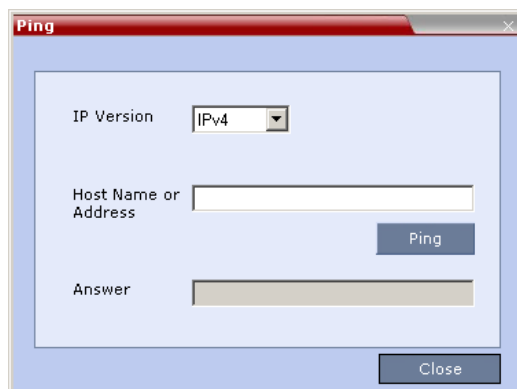 Ping
IP Version
IPv4
Host Name or
Address
Ping
Answer
Close